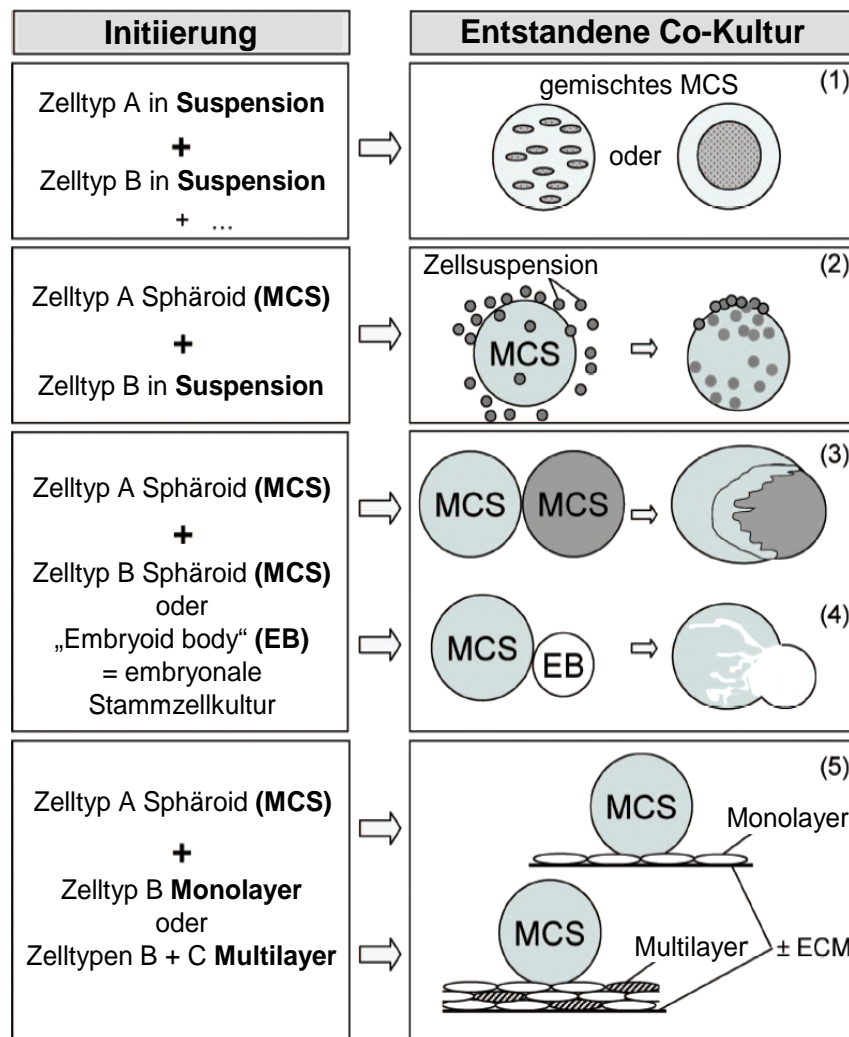 Initiierung
Entstandene Co-Kultur
Zelltyp A in Suspension
+
Zelltyp B in Suspension
+ ...
gemischtes MCS
(1)
oder
Zelltyp A Sphäroid (MCS)
+
Zelltyp B in Suspension
Zellsuspension
(2)
MCS
Zelltyp A Sphäroid (MCS)
+
Zelltyp B Sphäroid (MCS)
oder
„Embryoid body“ (EB)
= embryonale
Stammzellkultur
(3)
MCS MCS
(4)
MCS
EB
Zelltyp A Sphäroid (MCS)
+
Zelltyp B Monolayer
oder
Zelltypen B + C Multilayer
(5)
MCS
Monolayer
MCS
Multilayer
± ECM